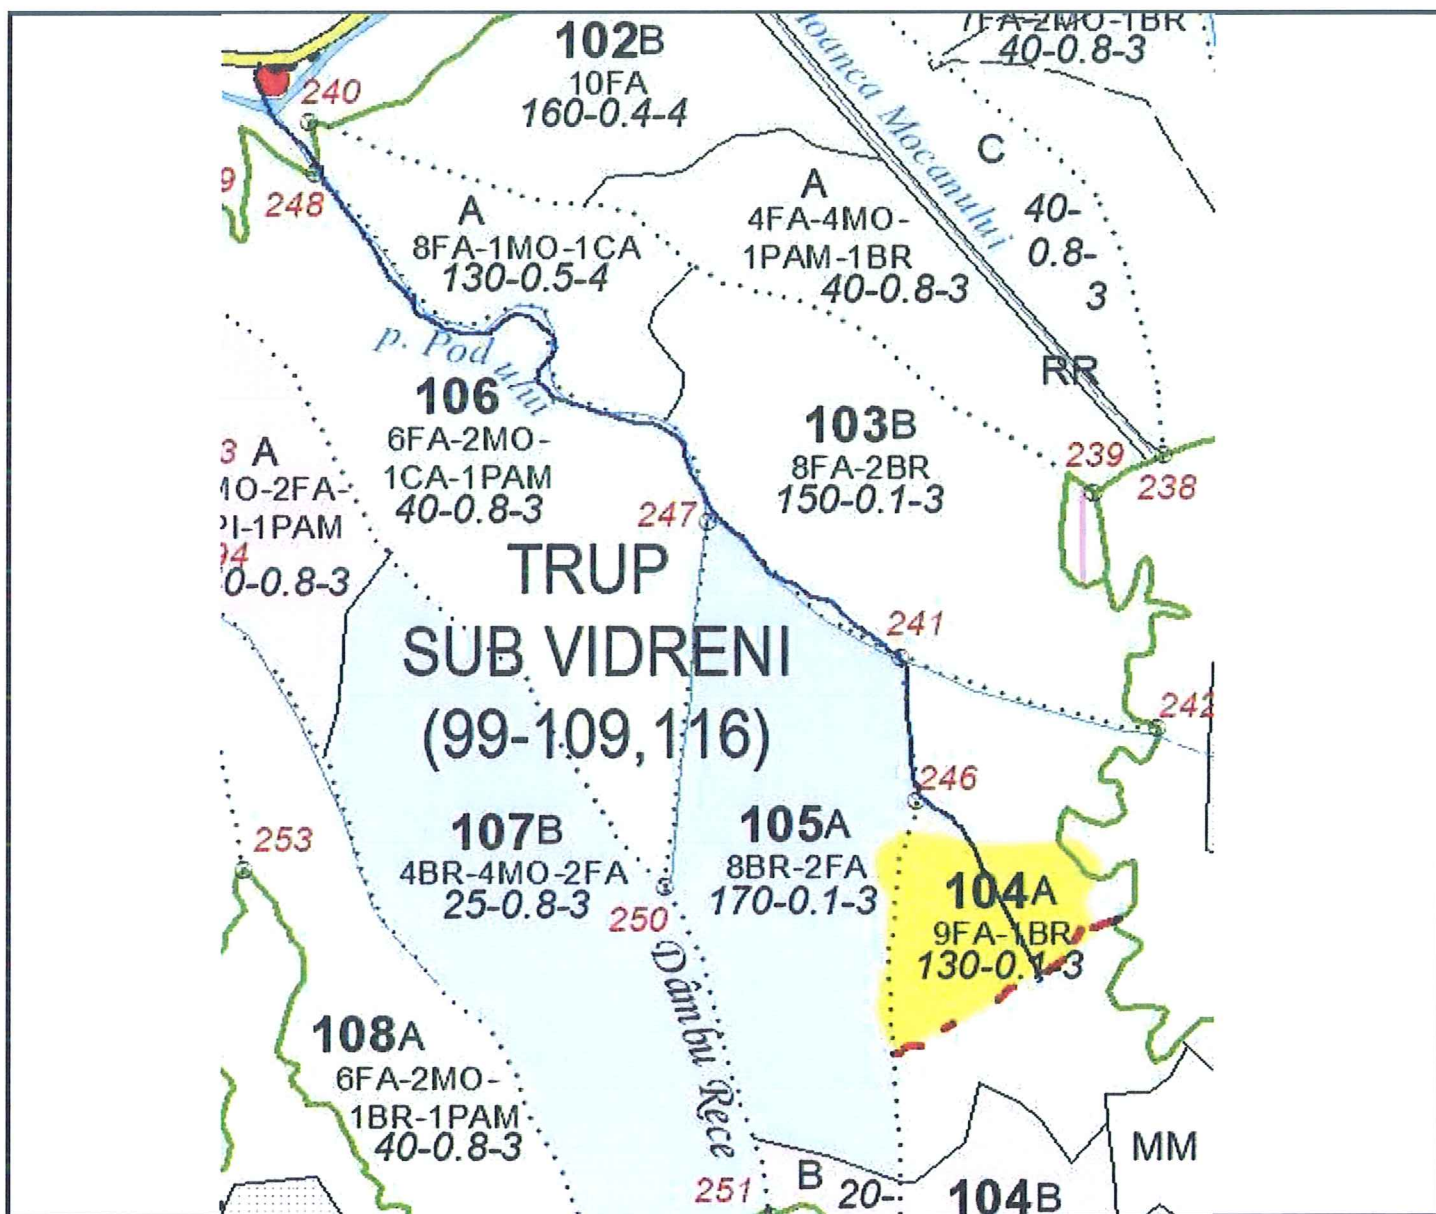 102B
10FA
160-0.4-4
7FA-2MO-1BR
40-0.8-3
240
248
A
8FA-1MO-1CA
130-0.5-4
A
4FA-4MO-
1PAM-1BR
40-0.8-3
Mocanului
C
40-
0.8-
3
RR
p. Podului
106
6FA-2MO-
1CA-1PAM
40-0.8-3
A
MO-2FA-
PI-1PAM
0-0.8-3
103B
8FA-2BR
150-0.1-3
239
238
247
TRUP
SUB VIDRENI
(99-109,116)
241
242
246
253
107B
4BR-4MO-2FA
25-0.8-3
250
105A
8BR-2FA
170-0.1-3
104A
9FA-1BR
130-0.1-3
Dâmbu Rece
108A
6FA-2MO-
1BR-1PAM
40-0.8-3
251
B
20-
104B
MM